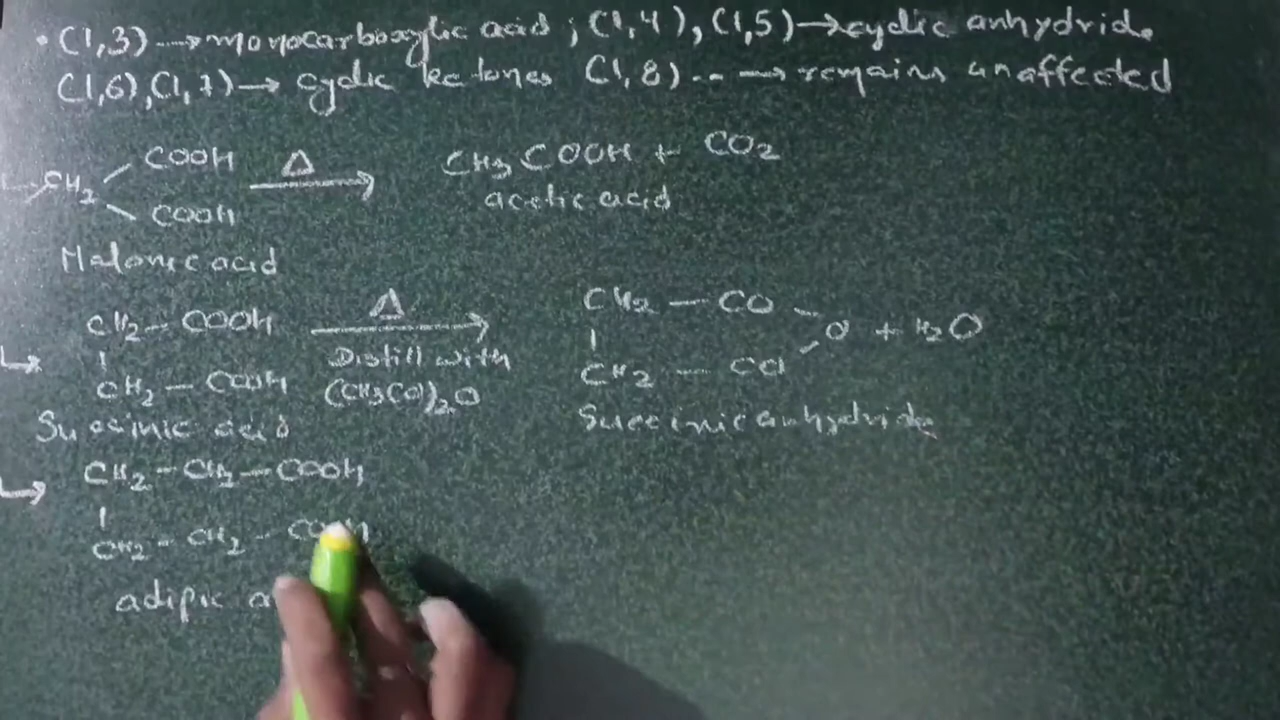 • (1,3) → monocarboxylic acid ; (1,4), (1,5) → cyclic anhydride
(1,6), (1,7) → cyclic ketones (1,8) -- → remains unaffected
CH2 COOH COOH Δ → CH3COOH + CO2
acetic acid
Malonic acid
CH2 – COOH Δ → CH2 — CO
| Distill with | O + H2O
CH2 – COOH (CH3CO)2O CH2 — CO
Succinic acid Succinic anhydride
CH2 – CH2 – COOH
|
CH2 – CH2 – COOH
adipic